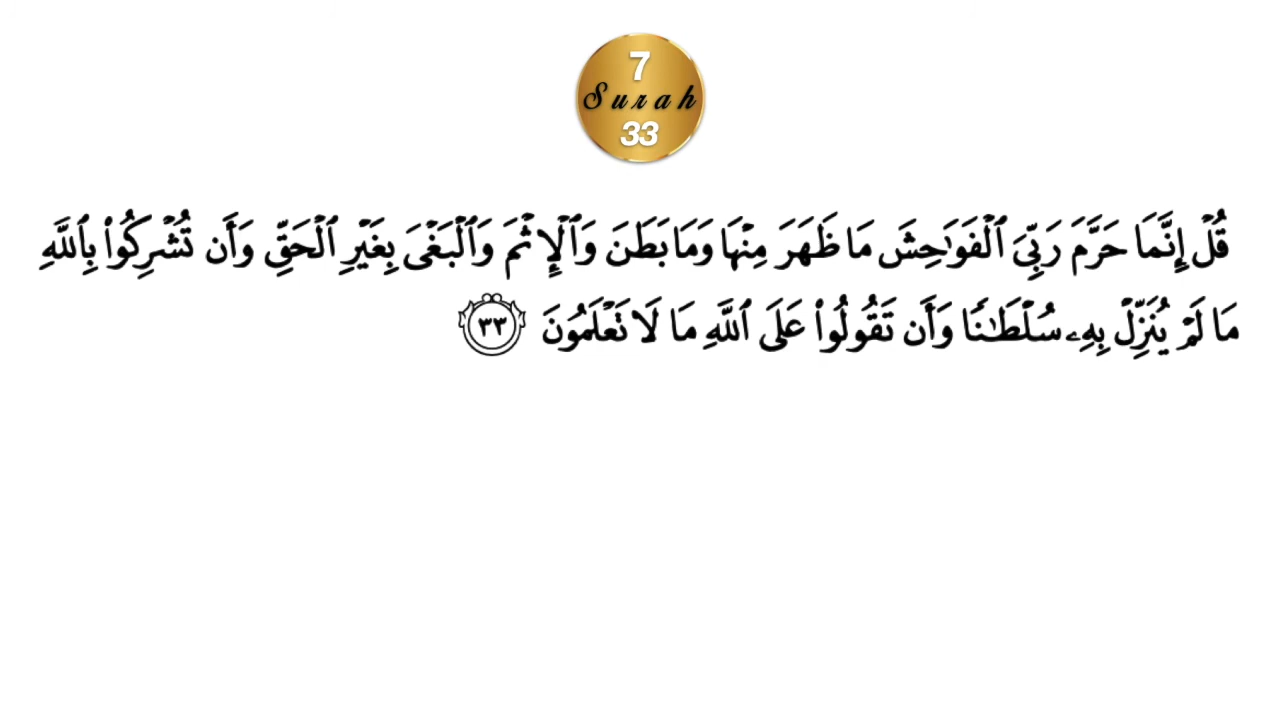 7
Surah
33
قُلۡ إِنَّمَا حَرَّمَ رَبِّىَ ٱلۡفَوَٰحِشَ مَا ظَهَرَ مِنۡهَا وَمَا بَطَنَ وَٱلۡإِثۡمَ وَٱلۡبَغۡىَ بِغَيۡرِ ٱلۡحَقِّ وَأَن تُشۡرِكُوا۟ بِٱللَّهِ
مَا لَمۡ يُنَزِّلۡ بِهِۦ سُلۡطَـٰنًا وَأَن تَقُولُوا۟ عَلَى ٱللَّهِ مَا لَا تَعۡلَمُونَ ٣٣